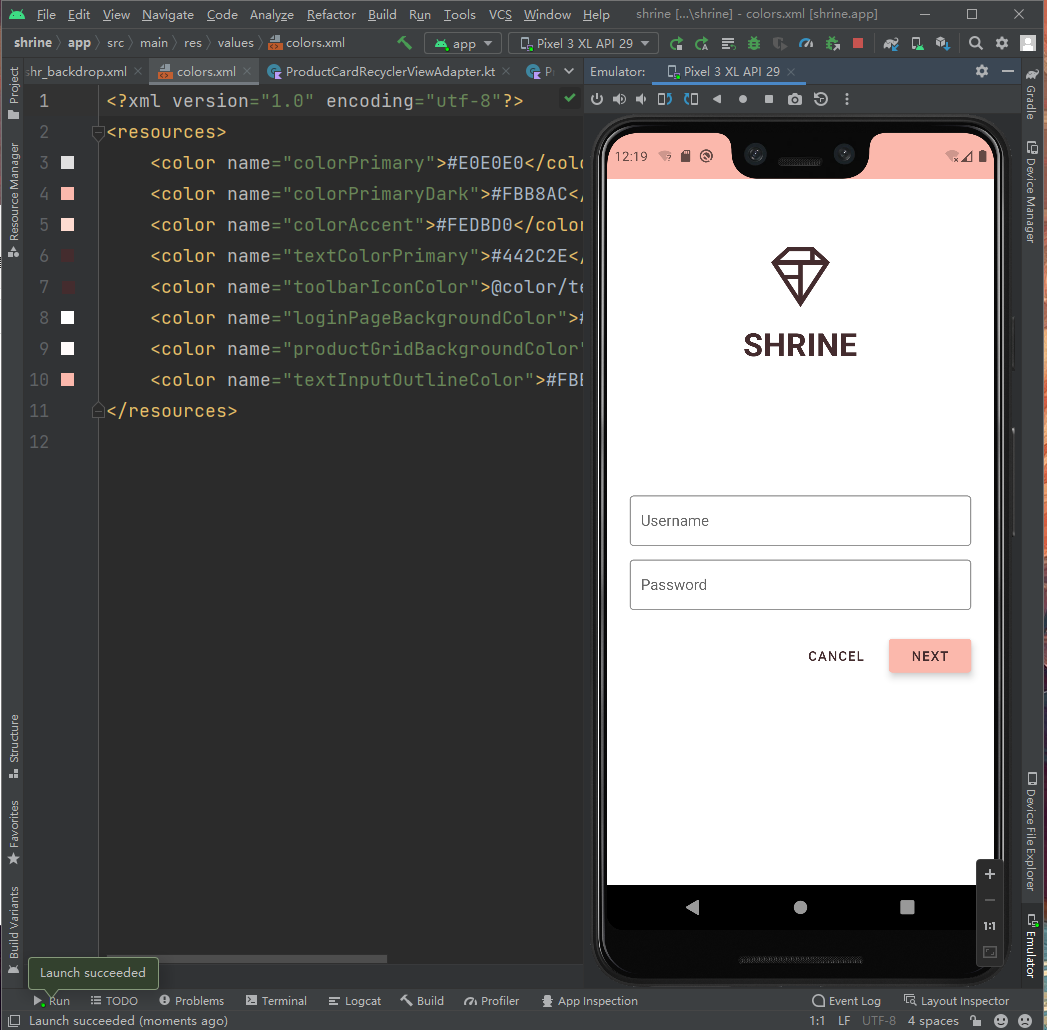 File Edit View Navigate Code Analyze Refactor Build Run Tools VCS Window Help shrine [...\shrine] - colors.xml [shrine.app]
shrine app src main res values colors.xml app Pixel 3 XL API 29
shr_backdrop.xml colors.xml ProductCardRecyclerViewAdapter.kt P Emulator: Pixel 3 XL API 29
Project
Resource Manager
Structure
Favorites
Build Variants
1 <?xml version="1.0" encoding="utf-8"?>
2 <resources>
3 <color name="colorPrimary">#E0E0E0</colo
4 <color name="colorPrimaryDark">#FBB8AC</
5 <color name="colorAccent">#FEDBD0</color
6 <color name="textColorPrimary">#442C2E</
7 <color name="toolbarIconColor">@color/te
8 <color name="loginPageBackgroundColor">#
9 <color name="productGridBackgroundColor"
10 <color name="textInputOutlineColor">#FBB
11 </resources>
12
12:19
SHRINE
Username
Password
CANCEL NEXT
1:1
Gradle
Device Manager
Device File Explorer
Emulator
Launch succeeded
Run TODO Problems Terminal Logcat Build Profiler App Inspection Event Log Layout Inspector
Launch succeeded (moments ago) 1:1 LF UTF-8 4 spaces